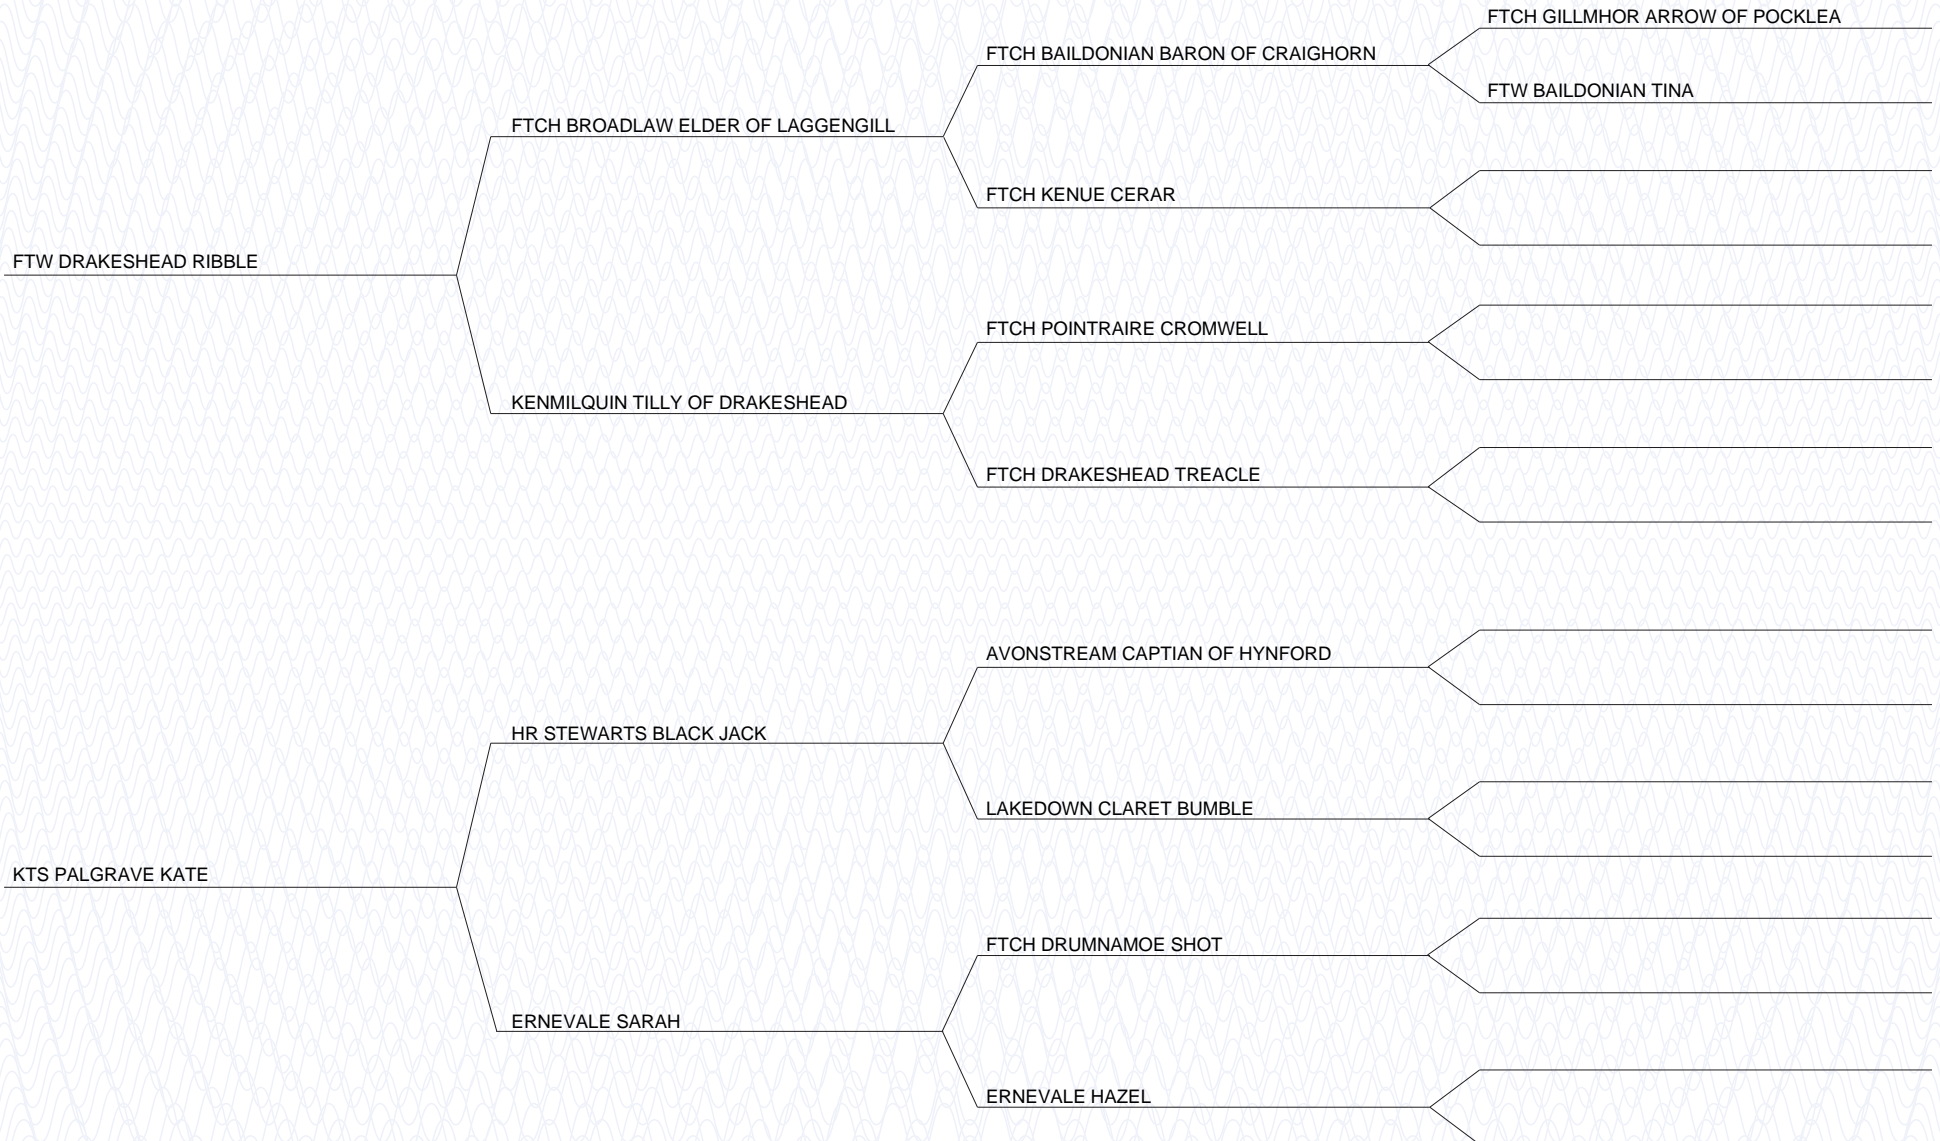 FTCH GILLMHOR ARROW OF POCKLEA
FTCH BAILDONIAN BARON OF CRAIGHORN
FTW BAILDONIAN TINA
FTCH BROADLAW ELDER OF LAGGENGILL
FTCH KENUE CERAR
FTW DRAKESHEAD RIBBLE
FTCH POINTRAIRE CROMWELL
KENMILQUIN TILLY OF DRAKESHEAD
FTCH DRAKESHEAD TREACLE
AVONSTREAM CAPTIAN OF HYNFORD
HR STEWARTS BLACK JACK
LAKEDOWN CLARET BUMBLE
KTS PALGRAVE KATE
FTCH DRUMNAMOE SHOT
ERNEVALE SARAH
ERNEVALE HAZEL